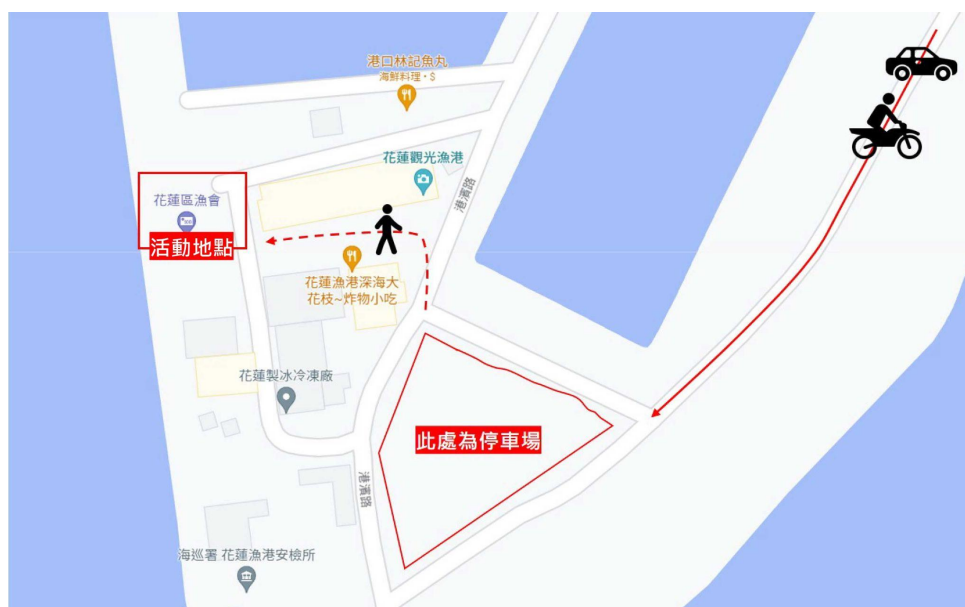 港口林記魚丸
海鮮料理・$
花蓮觀光漁港
港濱路
花蓮區漁會
活動地點
花蓮漁港深海大
花枝~炸物小吃
花蓮製冰冷凍廠
此處為停車場
港濱路
海巡署 花蓮漁港安檢所